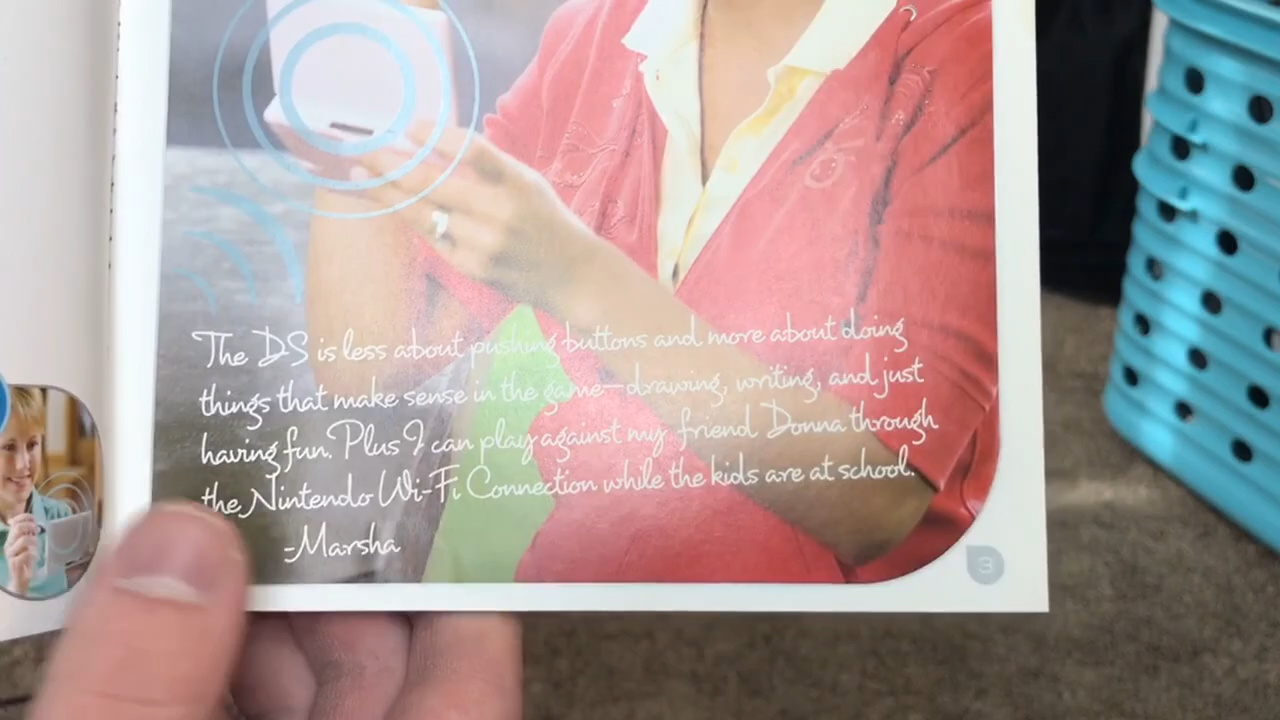 The DS is less about pushing buttons and more about doing
things that make sense in the game—drawing, writing, and just
having fun. Plus I can play against my friend Donna through
the Nintendo Wi-Fi Connection while the kids are at school.
-Marsha
3